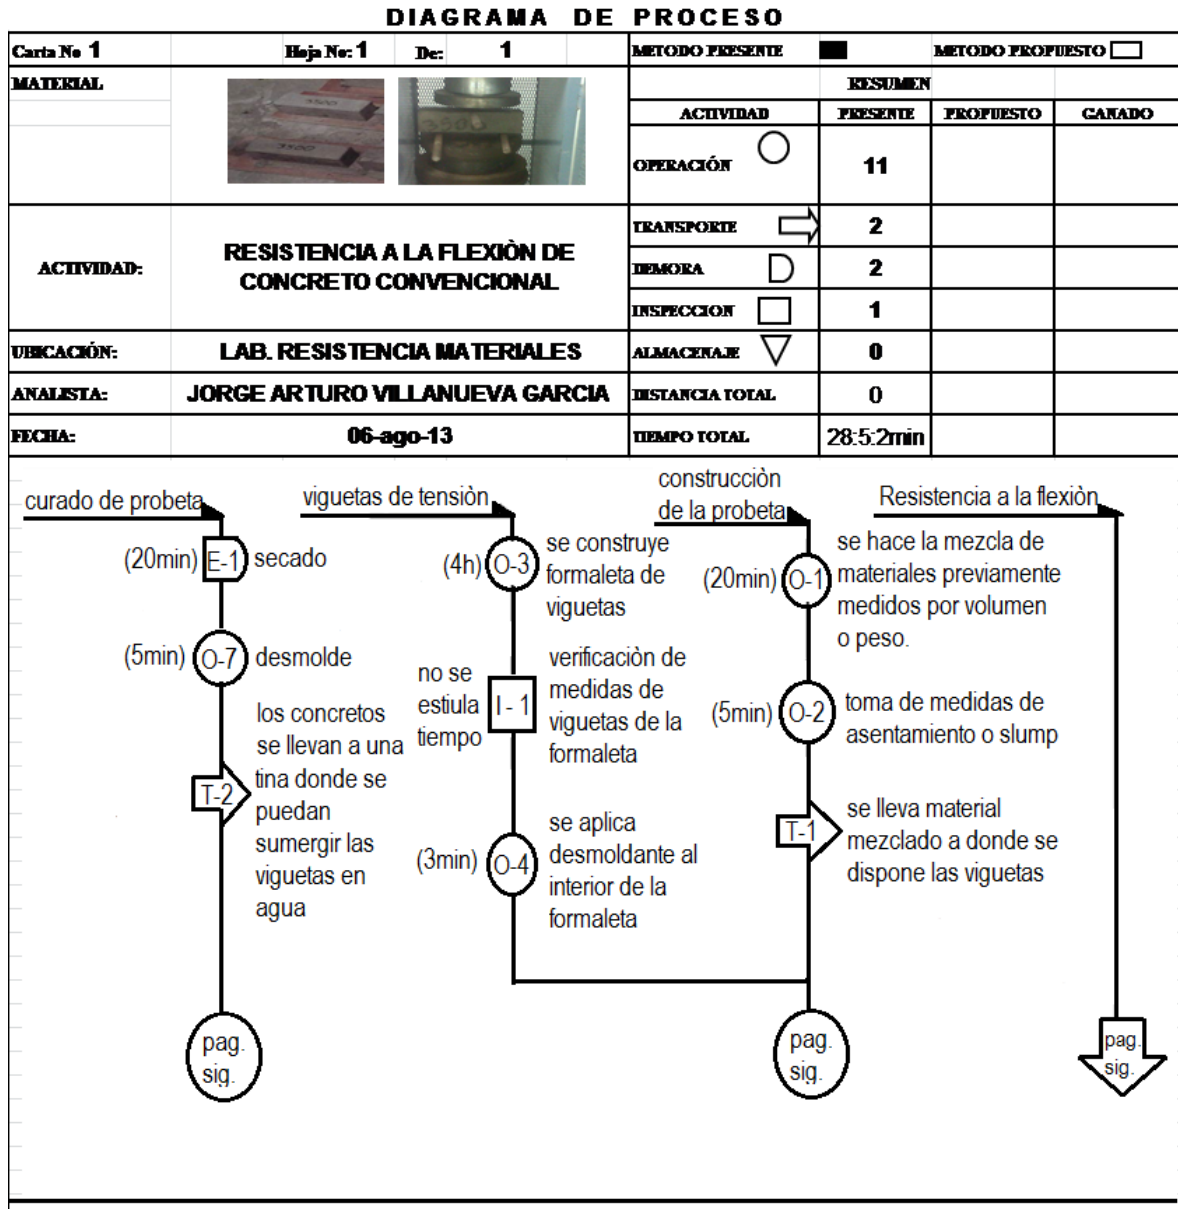 DIAGRAMA DE PROCESO
Carta No 1 Hoja No: 1 De: 1 METODO PRESENTE METODO PROPUESTO
MATERIAL RESUMEN
ACTIVIDAD PRESENTE PROPUESTO GANADO
3500
3500
3500
OPERACIÓN 11
TRANSPORTE 2
ACTIVIDAD: RESISTENCIA A LA FLEXIÒN DE
CONCRETO CONVENCIONAL
DEMORA 2
INSPECCION 1
UBICACIÓN: LAB. RESISTENCIA MATERIALES ALMACENAJE 0
ANALISTA: JORGE ARTURO VILLANUEVA GARCIA DISTANCIA TOTAL 0
FECHA: 06-ago-13 TIEMPO TOTAL 28:5:2min
curado de probeta
(20min) E-1 secado
(5min) O-7 desmolde
T-2
los concretos
se llevan a una
tina donde se
puedan
sumergir las
viguetas en
agua
pag.
sig.
viguetas de tensiòn
(4h) O-3
se construye
formaleta de
viguetas
no se
estiula
tiempo
I-1
verificaciòn de
medidas de
viguetas de la
formaleta
(3min) O-4
se aplica
desmoldante al
interior de la
formaleta
construcciòn
de la probeta
(20min) O-1
se hace la mezcla de
materiales previamente
medidos por volumen
o peso.
(5min) O-2
toma de medidas de
asentamiento o slump
T-1
se lleva material
mezclado a donde se
dispone las viguetas
pag.
sig.
Resistencia a la flexiòn
pag.
sig.